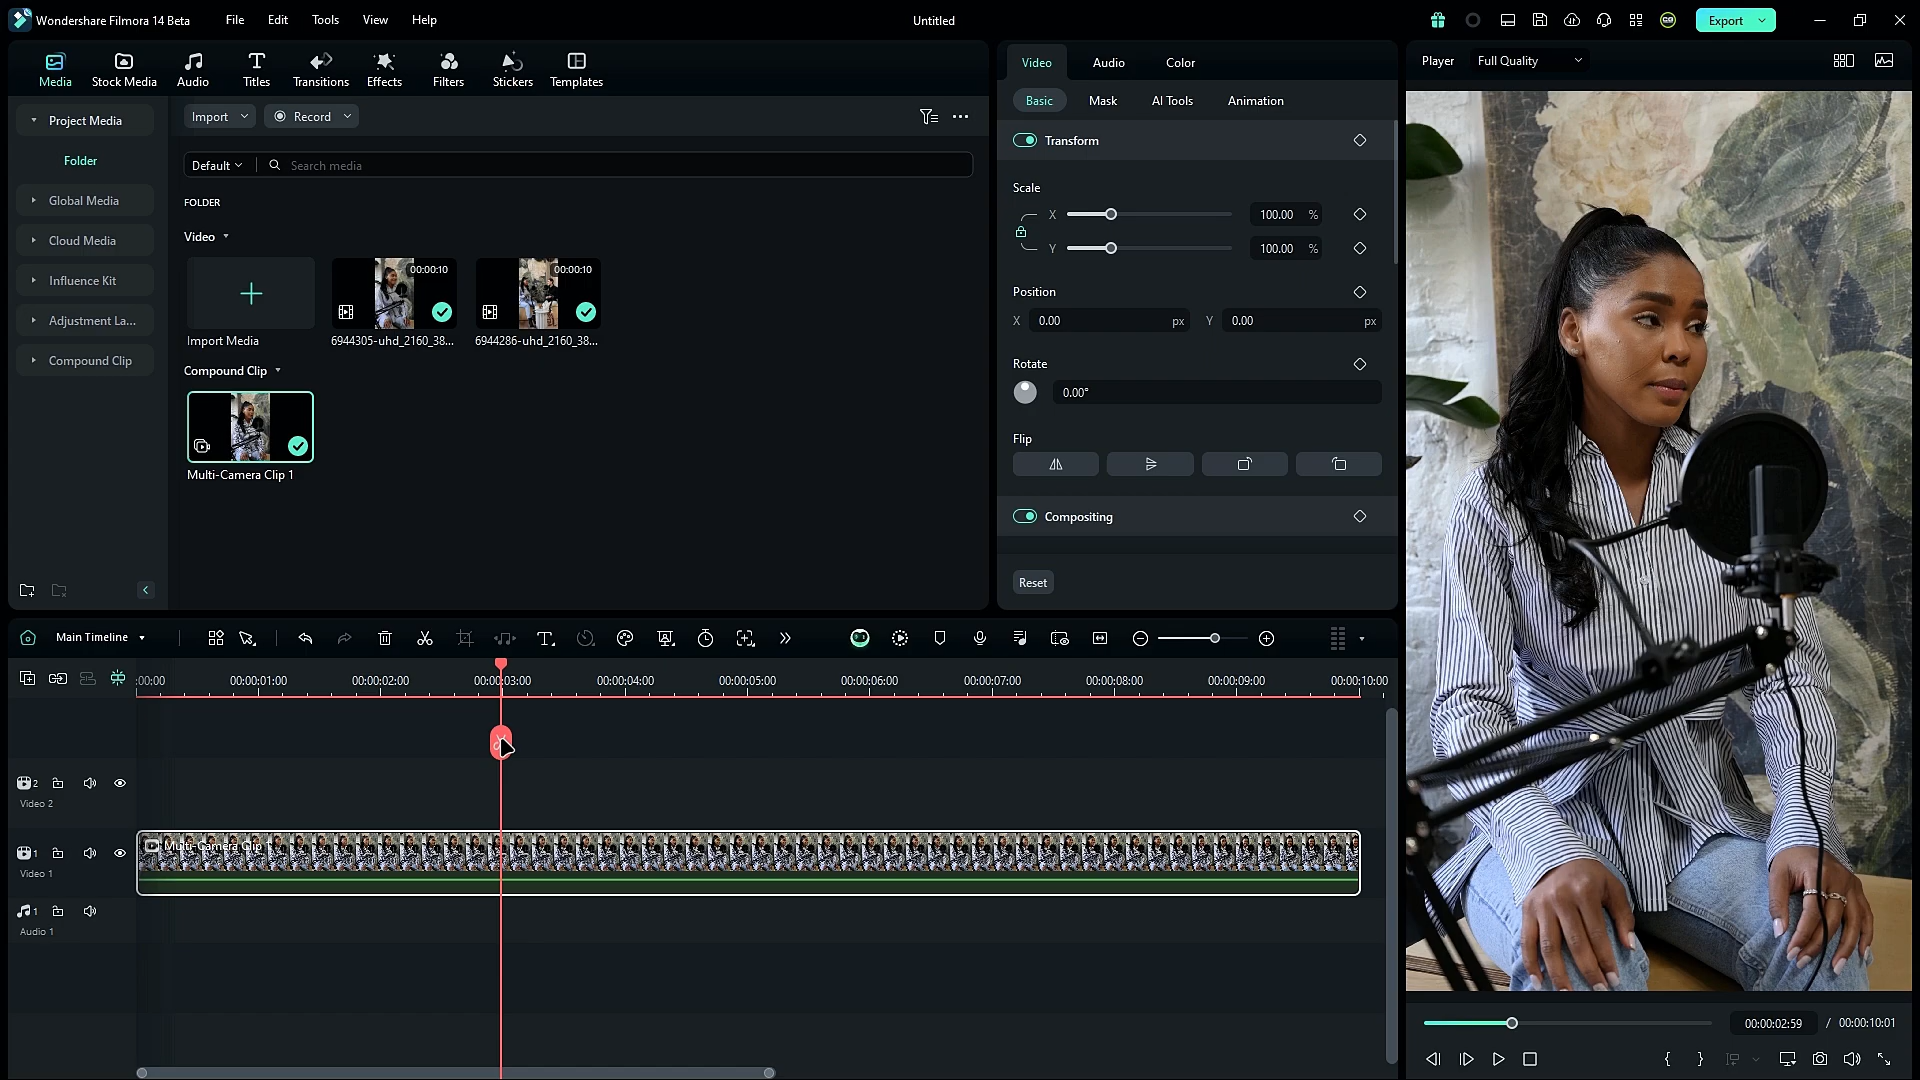 Wondershare Filmora 14 Beta
File Edit Tools View Help
Untitled
Export
Media Stock Media Audio Titles Transitions Effects Filters Stickers Templates
Project Media
Folder
Global Media
Cloud Media
Influence Kit
Adjustment La...
Compound Clip
Import
Record
Default
Search media
FOLDER
Video
00:00:10
00:00:10
Import Media
6944305-uhd_2160_38...
6944286-uhd_2160_38...
Compound Clip
Multi-Camera Clip 1
Video Audio Color
Basic Mask AI Tools Animation
Transform
Scale
X 100.00 %
Y 100.00 %
Position
X 0.00 px Y 0.00 px
Rotate
0.00°
Flip
Compositing
Reset
Player Full Quality
00:00:02:59 / 00:00:10:01
Main Timeline
:00:00 00:00:01:00 00:00:02:00 00:00:03:00 00:00:04:00 00:00:05:00 00:00:06:00 00:00:07:00 00:00:08:00 00:00:09:00 00:00:10:00
2
Video 2
1
Video 1
Multi-Camera Clip
1
Audio 1